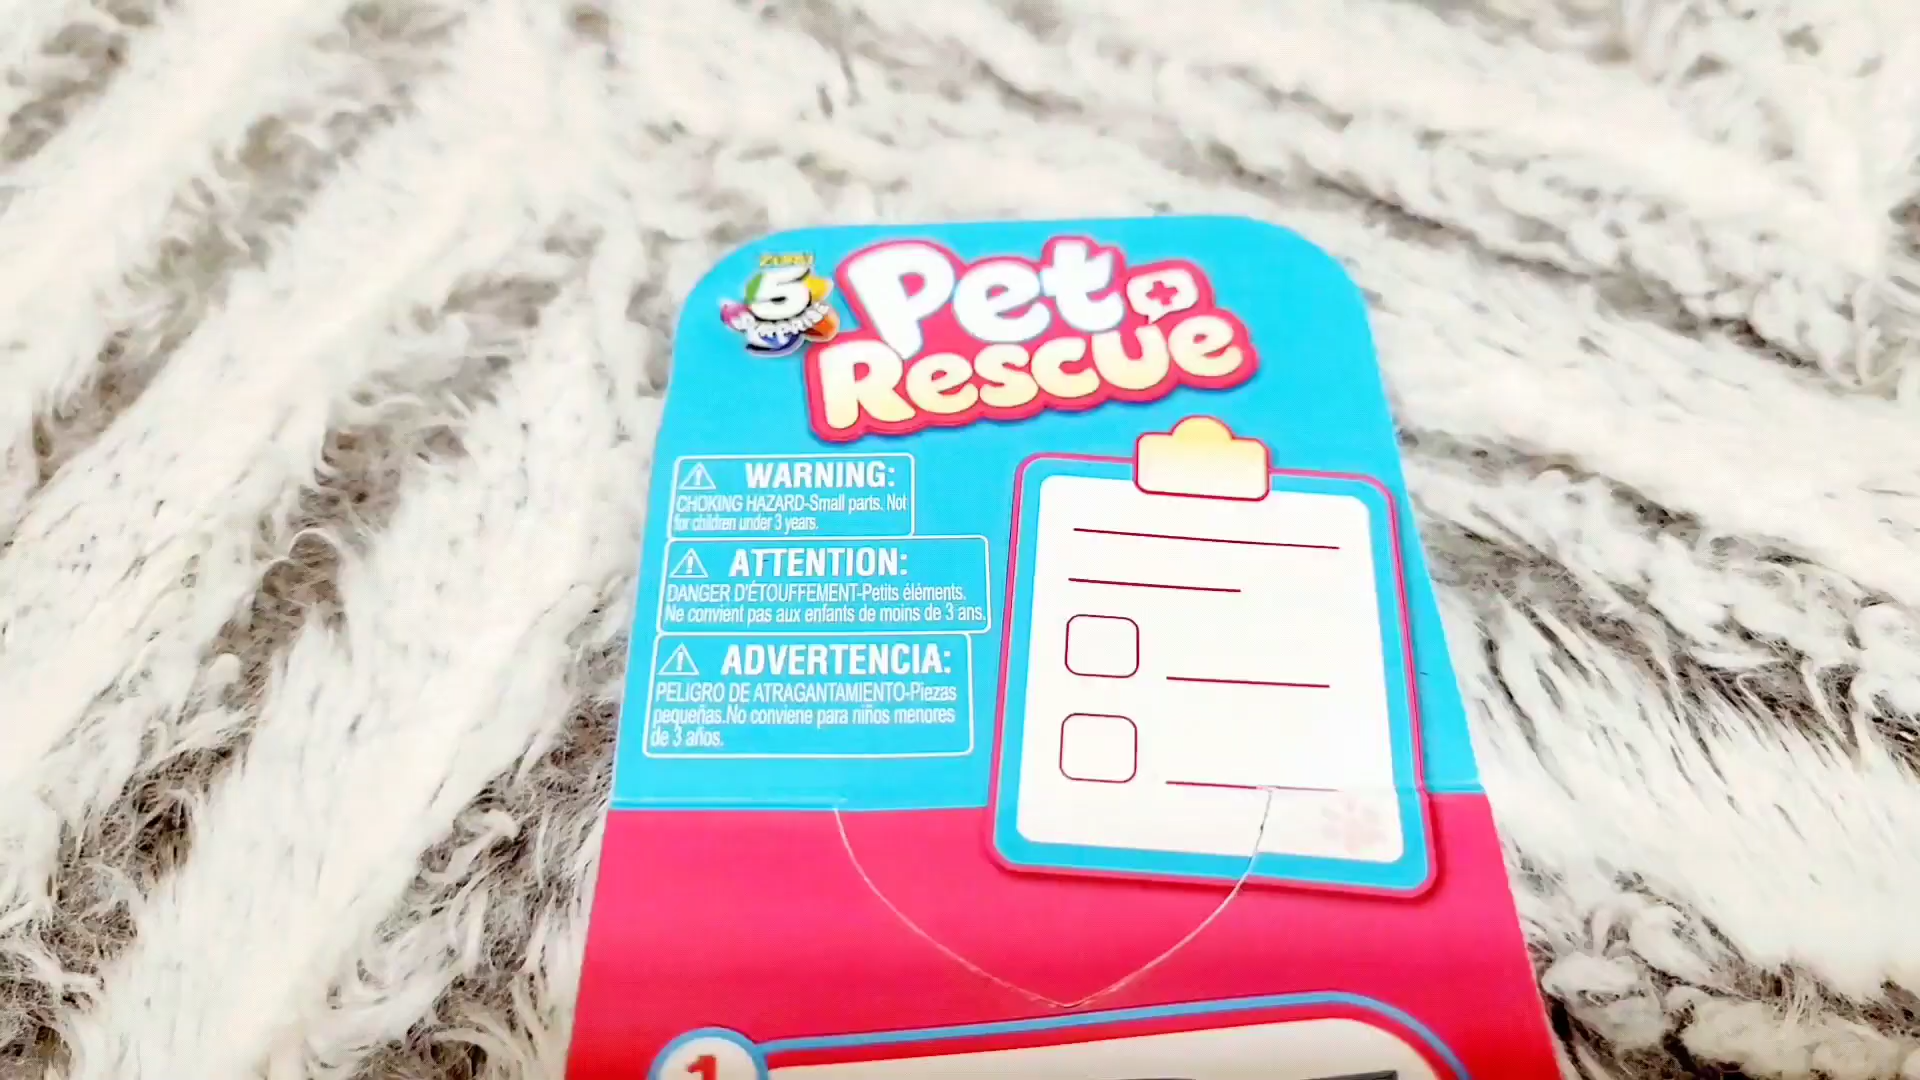 ZURU
5
SURPRISE
Pet
Rescue
WARNING:
CHOKING HAZARD-Small parts. Not
for children under 3 years.
ATTENTION:
DANGER D'ÉTOUFFEMENT-Petits éléments.
Ne convient pas aux enfants de moins de 3 ans.
ADVERTENCIA:
PELIGRO DE ATRAGANTAMIENTO-Piezas
pequeñas.No conviene para niños menores
de 3 años.
1